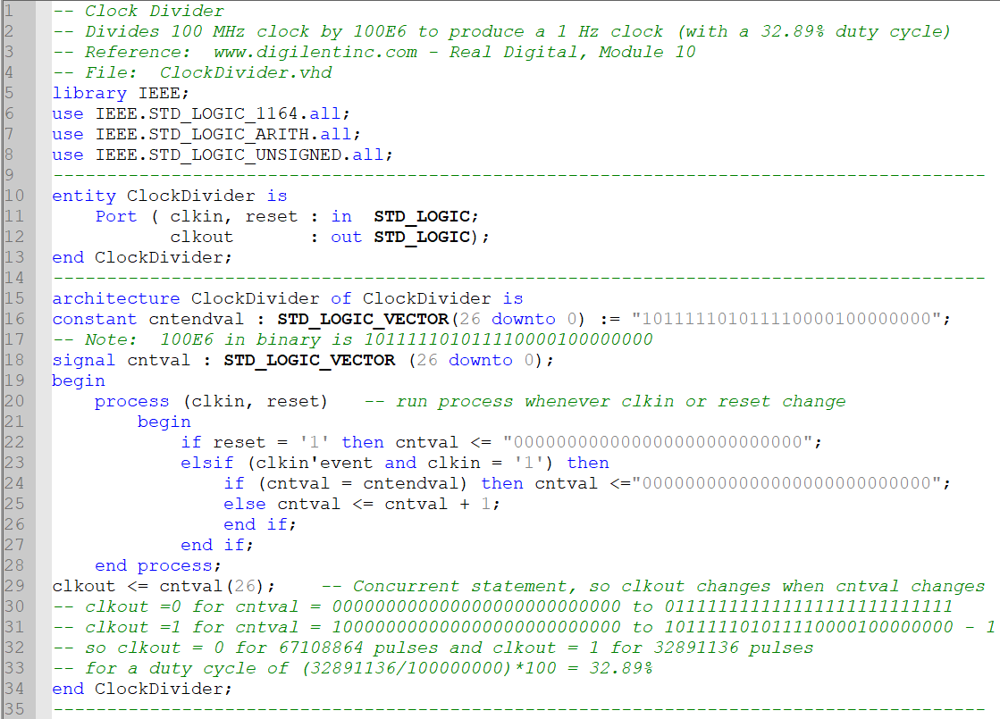 1 -- Clock Divider
2 -- Divides 100 MHz clock by 100E6 to produce a 1 Hz clock (with a 32.89% duty cycle)
3 -- Reference:  www.digilentinc.com - Real Digital, Module 10
4 -- File:  ClockDivider.vhd
5 library IEEE;
6 use IEEE.STD_LOGIC_1164.all;
7 use IEEE.STD_LOGIC_ARITH.all;
8 use IEEE.STD_LOGIC_UNSIGNED.all;
9 ---------------------------------------------------------------------------------------
10 entity ClockDivider is
11     Port ( clkin, reset : in  STD_LOGIC;
12            clkout       : out STD_LOGIC);
13 end ClockDivider;
14 ---------------------------------------------------------------------------------------
15 architecture ClockDivider of ClockDivider is
16 constant cntendval : STD_LOGIC_VECTOR(26 downto 0) := "101111101011110000100000000";
17 -- Note:  100E6 in binary is 101111101011110000100000000
18 signal cntval : STD_LOGIC_VECTOR (26 downto 0);
19 begin
20     process (clkin, reset)   -- run process whenever clkin or reset change
21         begin
22             if reset = '1' then cntval <= "000000000000000000000000000";
23             elsif (clkin'event and clkin = '1') then
24                 if (cntval = cntendval) then cntval <="000000000000000000000000000";
25                 else cntval <= cntval + 1;
26                 end if;
27             end if;
28     end process;
29 clkout <= cntval(26);    -- Concurrent statement, so clkout changes when cntval changes
30 -- clkout =0 for cntval = 000000000000000000000000000 to 011111111111111111111111111
31 -- clkout =1 for cntval = 100000000000000000000000000 to 101111101011110000100000000 - 1
32 -- so clkout = 0 for 67108864 pulses and clkout = 1 for 32891136 pulses
33 -- for a duty cycle of (32891136/100000000)*100 = 32.89%
34 end ClockDivider;
35 ---------------------------------------------------------------------------------------